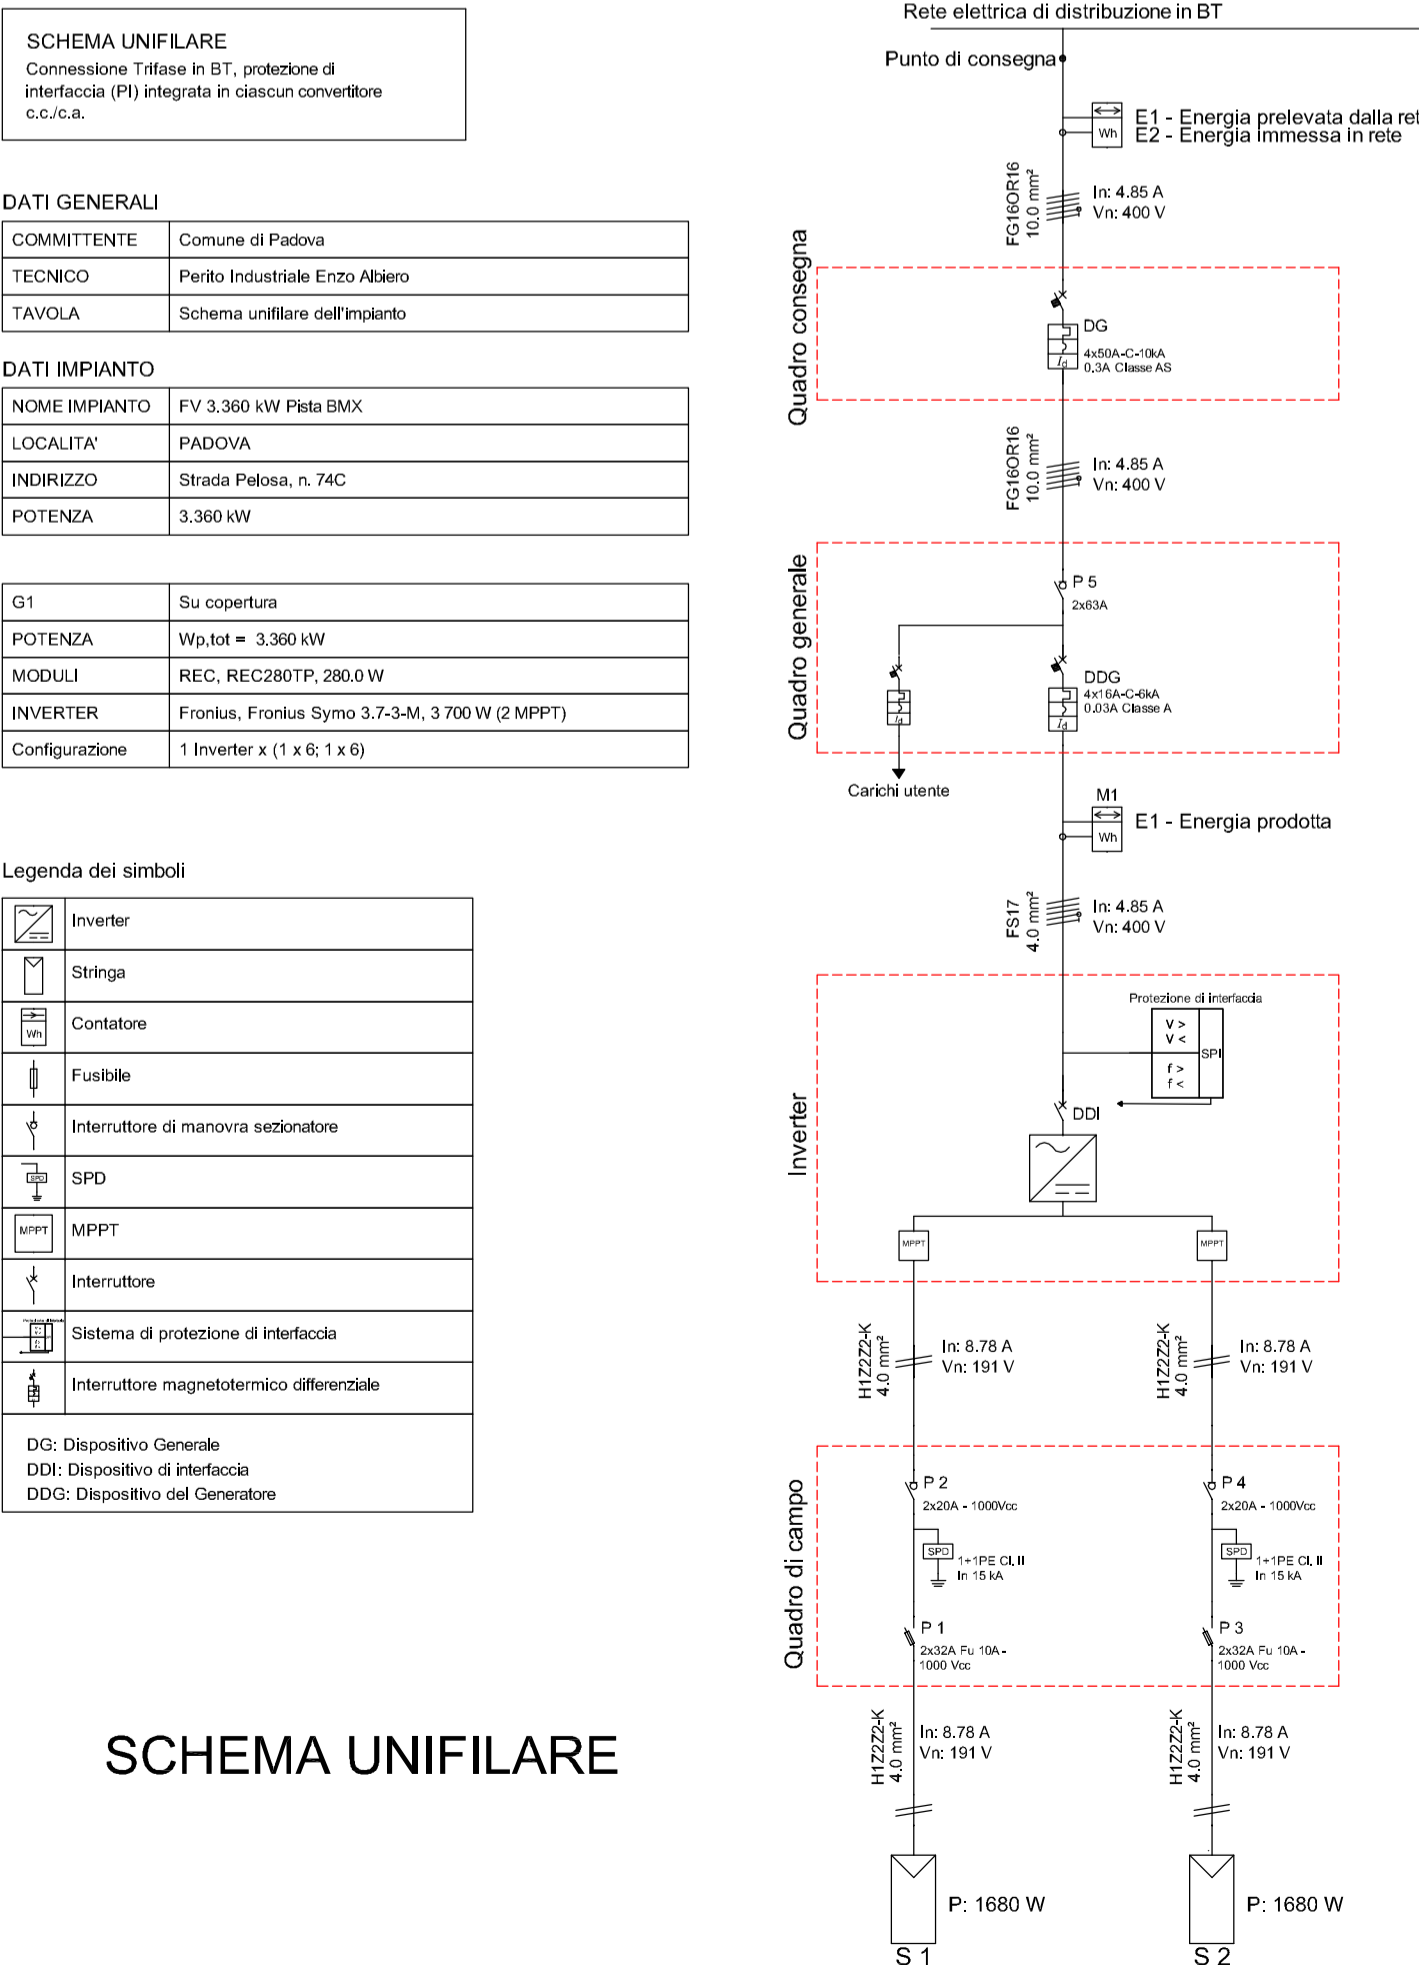 SCHEMA UNIFILARE
Connessione Trifase in BT, protezione di
interfaccia (PI) integrata in ciascun convertitore
c.c./c.a.
DATI GENERALI
COMMITTENTE Comune di Padova
TECNICO Perito Industriale Enzo Albiero
TAVOLA Schema unifilare dell'impianto
DATI IMPIANTO
NOME IMPIANTO FV 3.360 kW Pista BMX
LOCALITA' PADOVA
INDIRIZZO Strada Pelosa, n. 74C
POTENZA 3.360 kW
G1 Su copertura
POTENZA Wp,tot = 3.360 kW
MODULI REC, REC280TP, 280.0 W
INVERTER Fronius, Fronius Symo 3.7-3-M, 3 700 W (2 MPPT)
Configurazione 1 Inverter x (1 x 6; 1 x 6)
Legenda dei simboli
Inverter
Stringa
Wh Contatore
Fusibile
Interruttore di manovra sezionatore
SPD SPD
MPPT MPPT
Interruttore
Sistema di protezione di interfaccia
Interruttore magnetotermico differenziale
DG: Dispositivo Generale
DDI: Dispositivo di interfaccia
DDG: Dispositivo del Generatore
SCHEMA UNIFILARE
Rete elettrica di distribuzione in BT
Punto di consegna
Wh
E1 - Energia prelevata dalla ret
E2 - Energia immessa in rete
FG16OR16
10.0 mm²
In: 4.85 A
Vn: 400 V
Quadro consegna
DG
4x50A-C-10kA
0.3A Classe AS
Id
FG16OR16
10.0 mm²
In: 4.85 A
Vn: 400 V
Quadro generale
P 5
2x63A
DDG
4x16A-C-6kA
0.03A Classe A
Id
Id
Carichi utente
M1
Wh
E1 - Energia prodotta
FS17
4.0 mm²
In: 4.85 A
Vn: 400 V
Inverter
Protezione di interfaccia
V >
V <
f >
f <
SPI
DDI
MPPT
MPPT
H1Z2Z2-K
4.0 mm²
In: 8.78 A
Vn: 191 V
H1Z2Z2-K
4.0 mm²
In: 8.78 A
Vn: 191 V
Quadro di campo
P 2
2x20A - 1000Vcc
P 4
2x20A - 1000Vcc
SPD
1+1PE Cl. II
In 15 kA
SPD
1+1PE Cl. II
In 15 kA
P 1
2x32A Fu 10A -
1000 Vcc
P 3
2x32A Fu 10A -
1000 Vcc
H1Z2Z2-K
4.0 mm²
In: 8.78 A
Vn: 191 V
H1Z2Z2-K
4.0 mm²
In: 8.78 A
Vn: 191 V
P: 1680 W
P: 1680 W
S 1
S 2